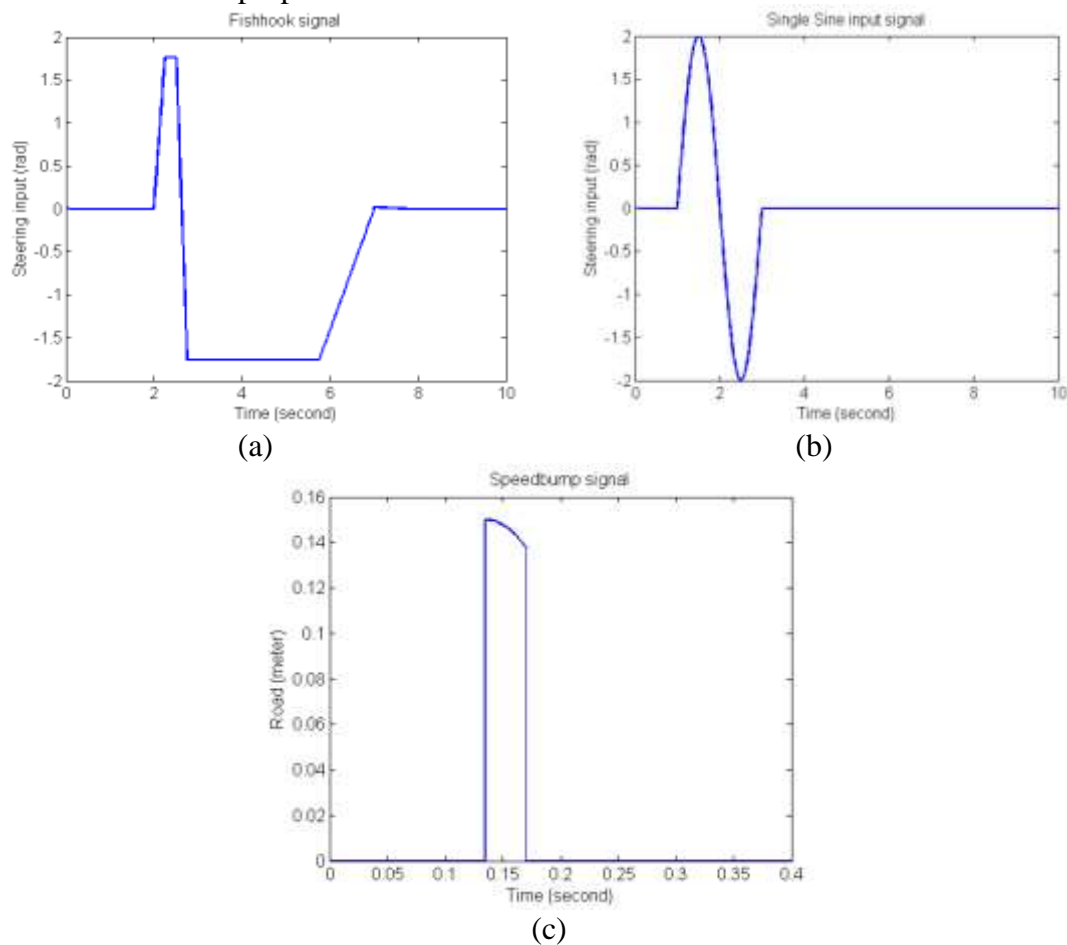 Fishhook signal
2
1.5
1
0.5
0
-0.5
-1
-1.5
-2
0 2 4 6 8 10
Steering input (rad)
Time (second)
(a)
Single Sine input signal
2
1.5
1
0.5
0
-0.5
-1
-1.5
-2
0 2 4 6 8 10
Steering input (rad)
Time (second)
(b)
Speedbump signal
0.16
0.14
0.12
0.1
0.08
0.06
0.04
0.02
0
0 0.05 0.1 0.15 0.2 0.25 0.3 0.35 0.4
Road (meter)
Time (second)
(c)